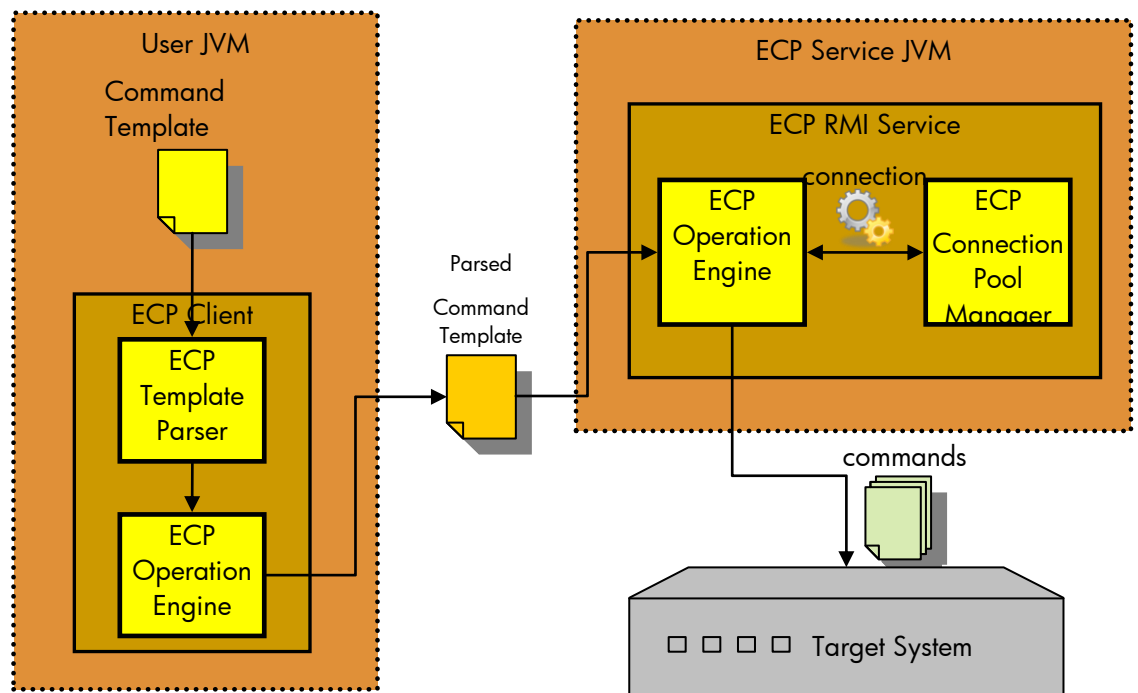 User JVM
Command
Template
ECP Client
ECP
Template
Parser
ECP
Operation
Engine
Parsed
Command
Template
ECP Service JVM
ECP RMI Service
connection
ECP
Operation
Engine
ECP
Connection
Pool
Manager
commands
Target System